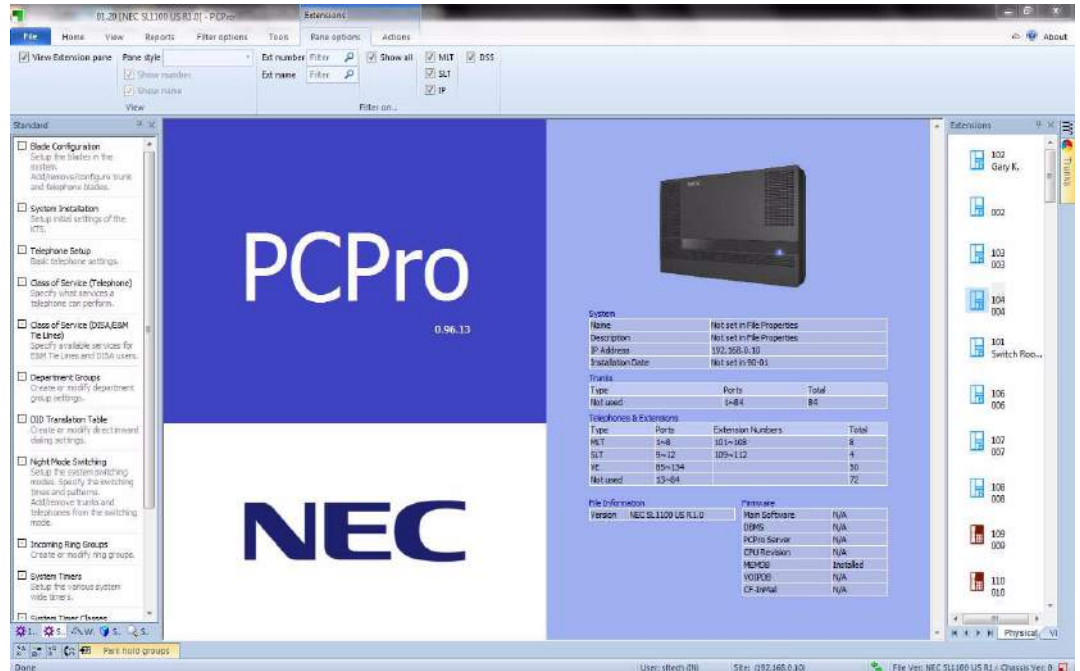 01.20 [NEC SL1100 US R1.0] - PCPro
Extensions
File Home View Reports Filter options Tools Pane options Actions
About
View Extension pane Pane style
Show number
Show name
View
Ext number Filter
Ext name Filter
Show all MLT DSS
SLT
IP
Filter on...
Standard
Blade Configuration
Setup the blades in the
system.
Add/remove/configure trunk
and telephone blades.
System Installation
Setup initial settings of the
KTS.
Telephone Setup
Basic telephone settings.
Class of Service (Telephone)
Specify what services a
telephone can perform.
Class of Service (DISA/E&M
Tie Lines)
Specify available services for
E&M Tie Lines and DISA users.
Department Groups
Create or modify department
group settings.
DID Translation Table
Create or modify direct inward
dialing settings.
Night Mode Switching
Setup the system switching
modes. Specify the switching
times and patterns.
Add/remove trunks and
telephones from the switching
mode.
Incoming Ring Groups
Create or modify ring groups.
System Timers
Setup the various system
wide timers.
System Timer Classes
PCPro
0.96.13
NEC
NEC
System
Name Not set in File Properties
Description Not set in File Properties
IP Address 192.168.0.10
Installation Date Not set in 90-01
Trunks
Type Ports Total
Not used 1~84 84
Telephones & Extensions
Type Ports Extension Numbers Total
MLT 1~8 101~108 8
SLT 9~12 109~112 4
VE 85~134 50
Not used 13~84 72
File Information
Version NEC SL1100 US R1.0
Firmware
Main Software N/A
DBMS N/A
PCPro Server N/A
CPU Revision N/A
MEMDB Installed
VOIPDB N/A
CF-InMail N/A
Extensions
102
Gary K.
002
103
003
104
004
101
Switch Roo...
106
006
107
007
108
008
109
009
110
010
Trunks
Physical VI
1.. S.. W. S.. S.
Park hold groups
Done
User: sltech (IN)
Site: (192.168.0.10)
File Ver: NEC SL1100 US R1 / Chassis Ver: 0